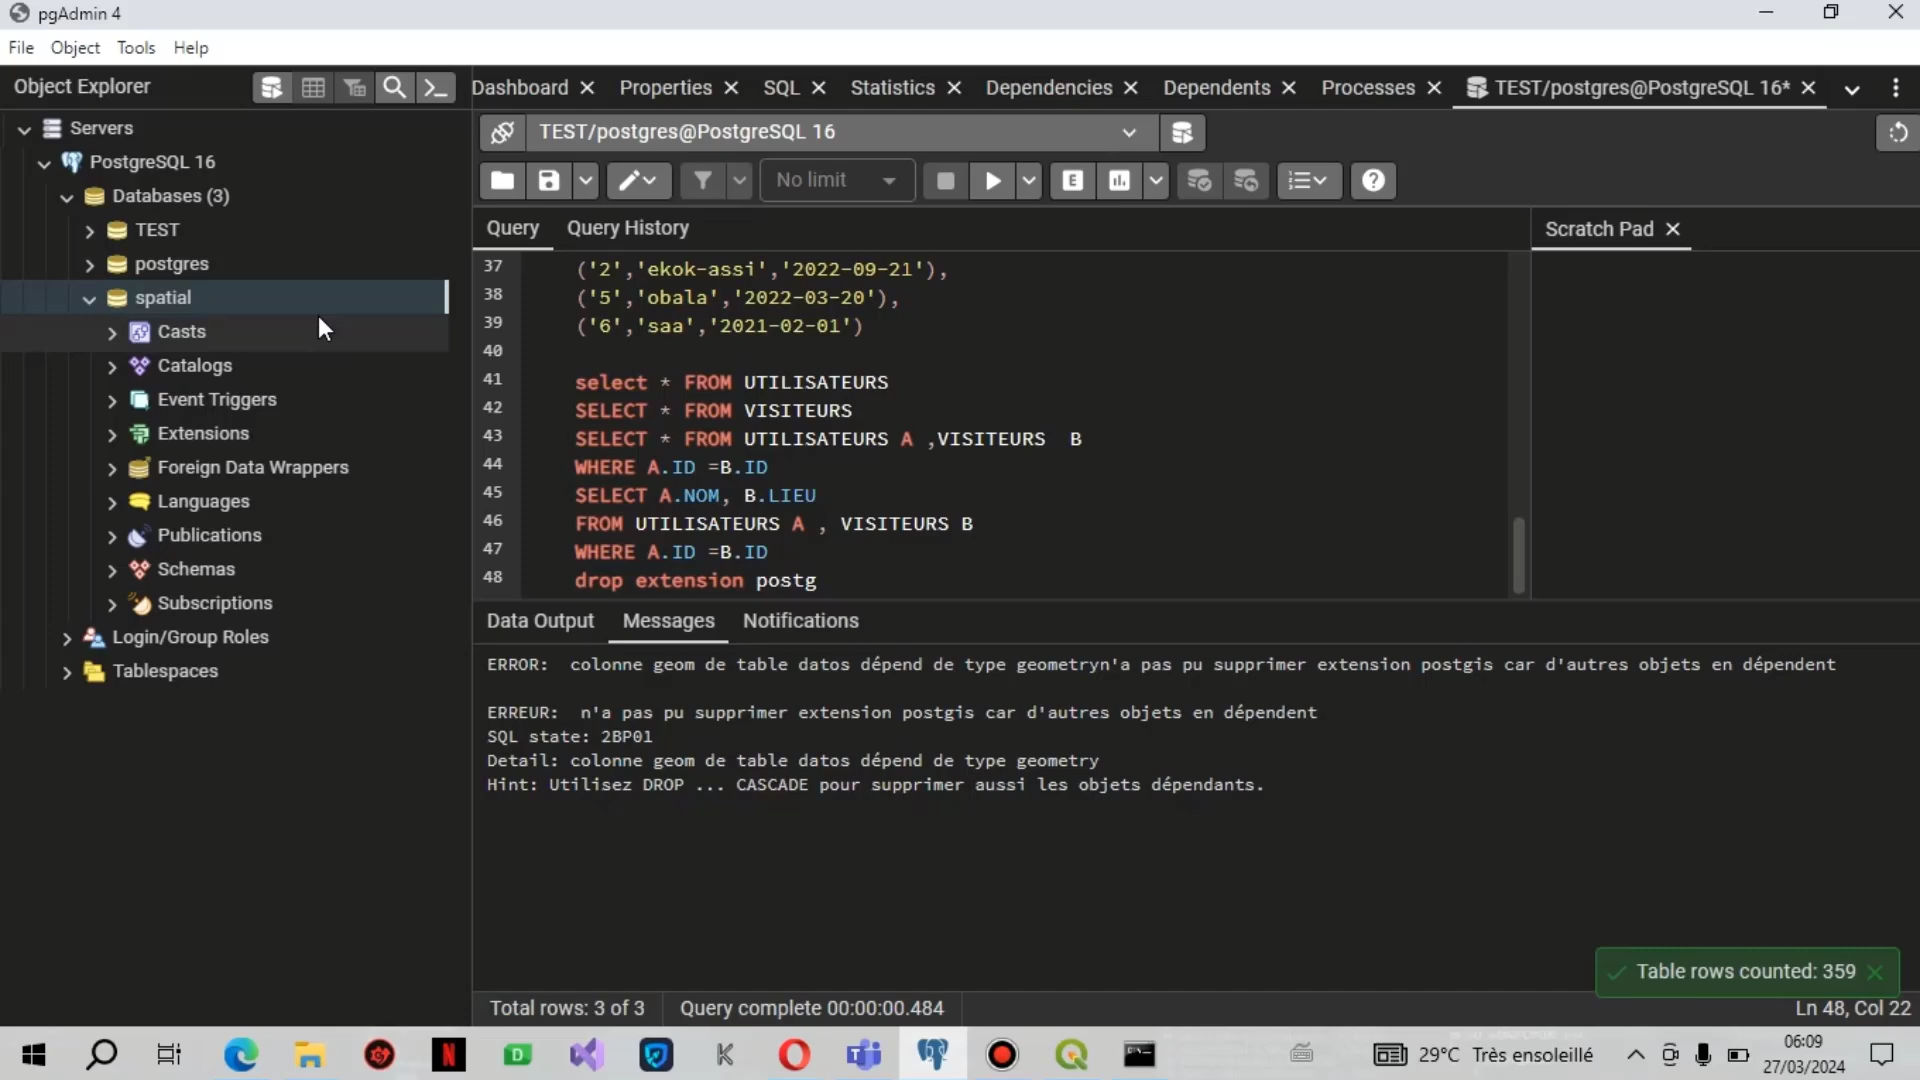 pgAdmin 4
File Object Tools Help
Object Explorer
Dashboard Properties SQL Statistics Dependencies Dependents Processes TEST/postgres@PostgreSQL 16*
Servers
PostgreSQL 16
Databases (3)
TEST
postgres
spatial
Casts
Catalogs
Event Triggers
Extensions
Foreign Data Wrappers
Languages
Publications
Schemas
Subscriptions
Login/Group Roles
Tablespaces
TEST/postgres@PostgreSQL 16
No limit
E
Query Query History
Scratch Pad
37 ('2','ekok-assi','2022-09-21'),
38 ('5','obala','2022-03-20'),
39 ('6','saa','2021-02-01')
40
41 select * FROM UTILISATEURS
42 SELECT * FROM VISITEURS
43 SELECT * FROM UTILISATEURS A ,VISITEURS  B
44 WHERE A.ID =B.ID
45 SELECT A.NOM, B.LIEU
46 FROM UTILISATEURS A , VISITEURS B
47 WHERE A.ID =B.ID
48 drop extension postg
Data Output Messages Notifications
ERROR:  colonne geom de table datos dépend de type geometryn'a pas pu supprimer extension postgis car d'autres objets en dépendent
ERREUR:  n'a pas pu supprimer extension postgis car d'autres objets en dépendent
SQL state: 2BP01
Detail: colonne geom de table datos dépend de type geometry
Hint: Utilisez DROP ... CASCADE pour supprimer aussi les objets dépendants.
Table rows counted: 359
Total rows: 3 of 3 Query complete 00:00:00.484 Ln 48, Col 22
29°C Très ensoleillé
06:09
27/03/2024